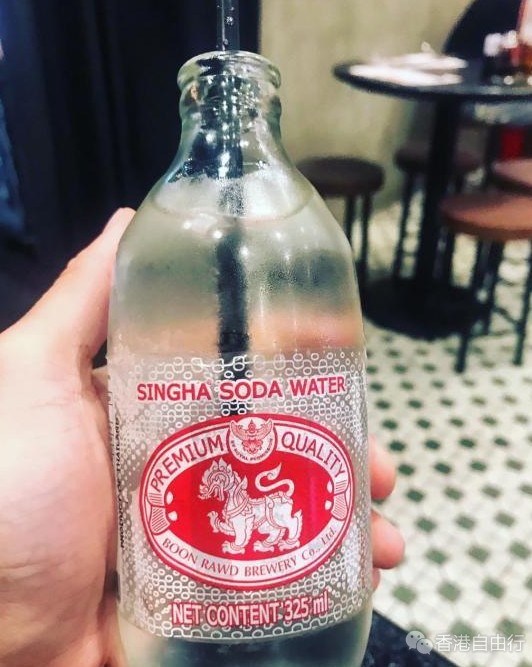 SINGHA SODA WATER
PREMIUM QUALITY
BOON RAWD BREWERY Co., Ltd.
NET CONTENT 325 ml
香港自由行